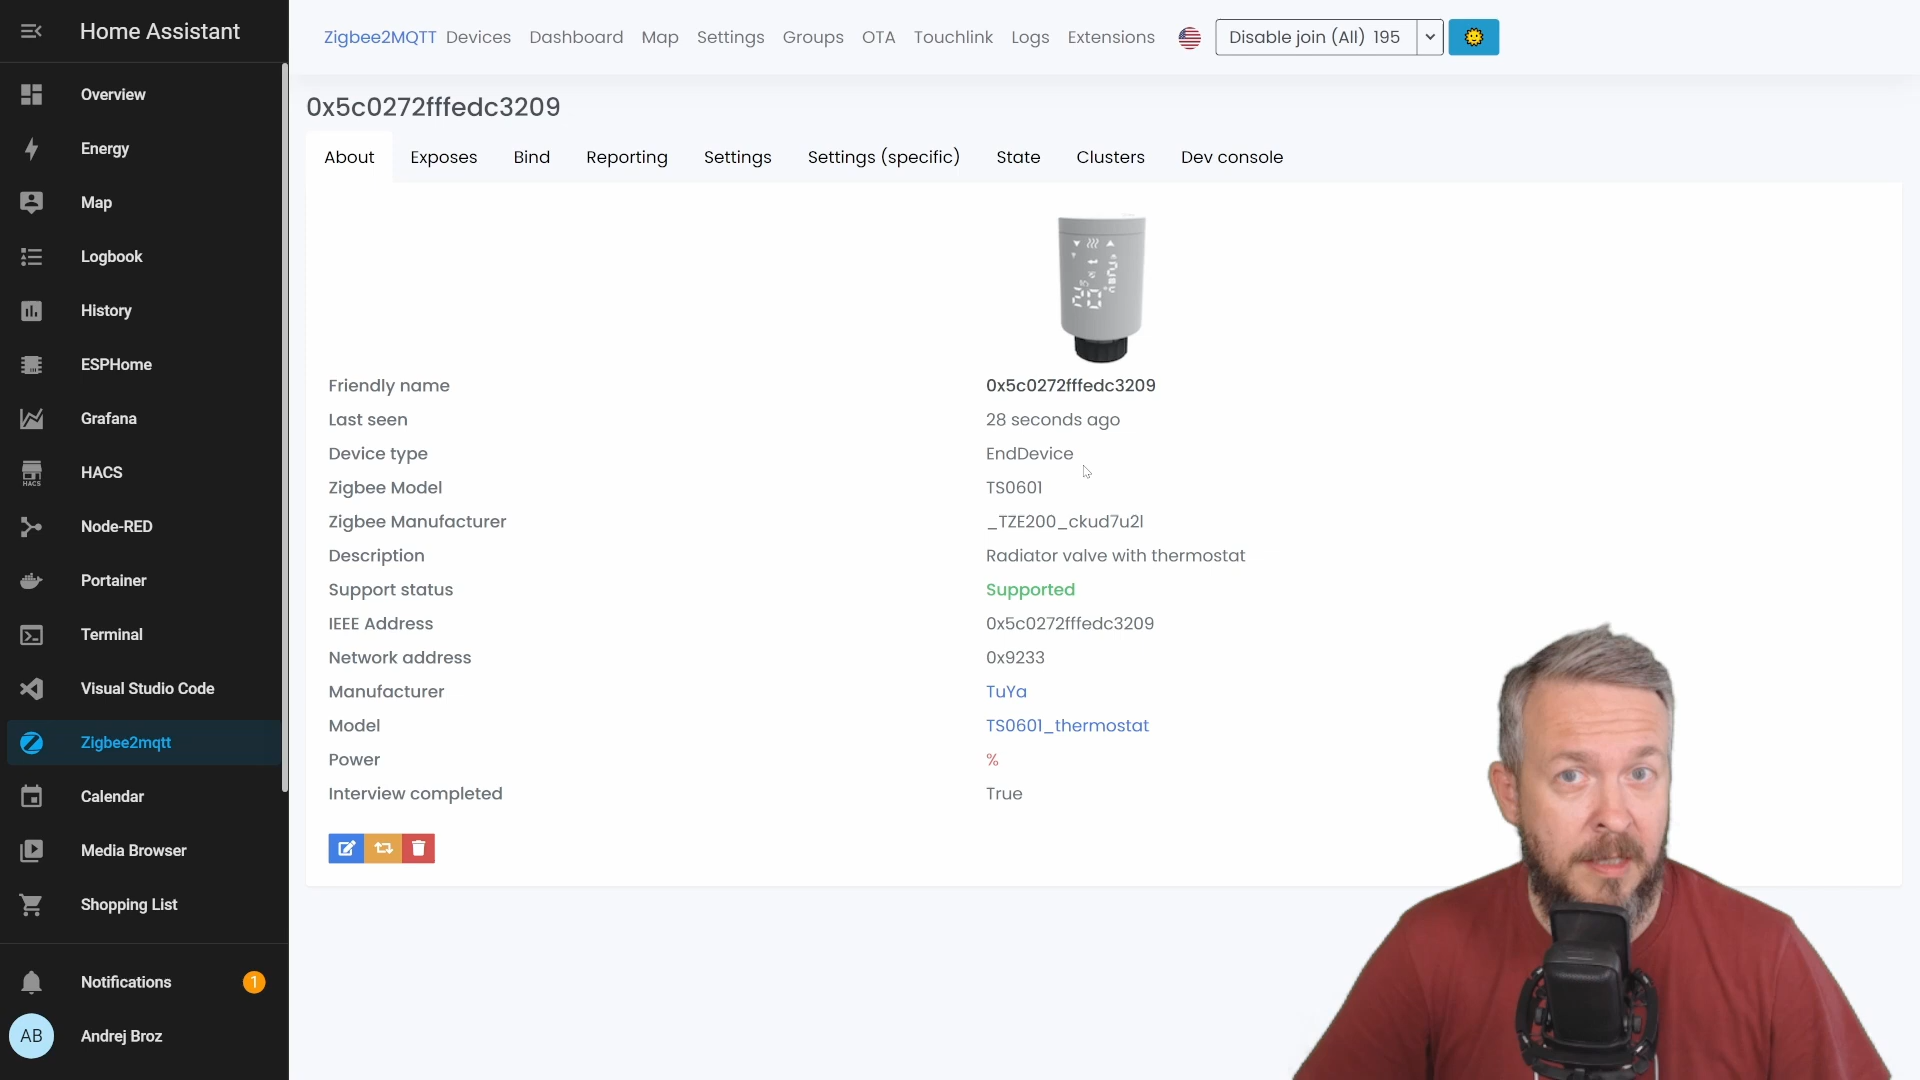 Home Assistant
Overview
Energy
Map
Logbook
History
ESPHome
Grafana
HACS
HACS
Node-RED
Portainer
Terminal
Visual Studio Code
Zigbee2mqtt
Calendar
Media Browser
Shopping List
Notifications 1
AB Andrej Broz
Zigbee2MQTT Devices Dashboard Map Settings Groups OTA Touchlink Logs Extensions Disable join (All) 195
0x5c0272fffedc3209
About Exposes Bind Reporting Settings Settings (specific) State Clusters Dev console
20
Friendly name 0x5c0272fffedc3209
Last seen 28 seconds ago
Device type EndDevice
Zigbee Model TS0601
Zigbee Manufacturer _TZE200_ckud7u2l
Description Radiator valve with thermostat
Support status Supported
IEEE Address 0x5c0272fffedc3209
Network address 0x9233
Manufacturer TuYa
Model TS0601_thermostat
Power %
Interview completed True